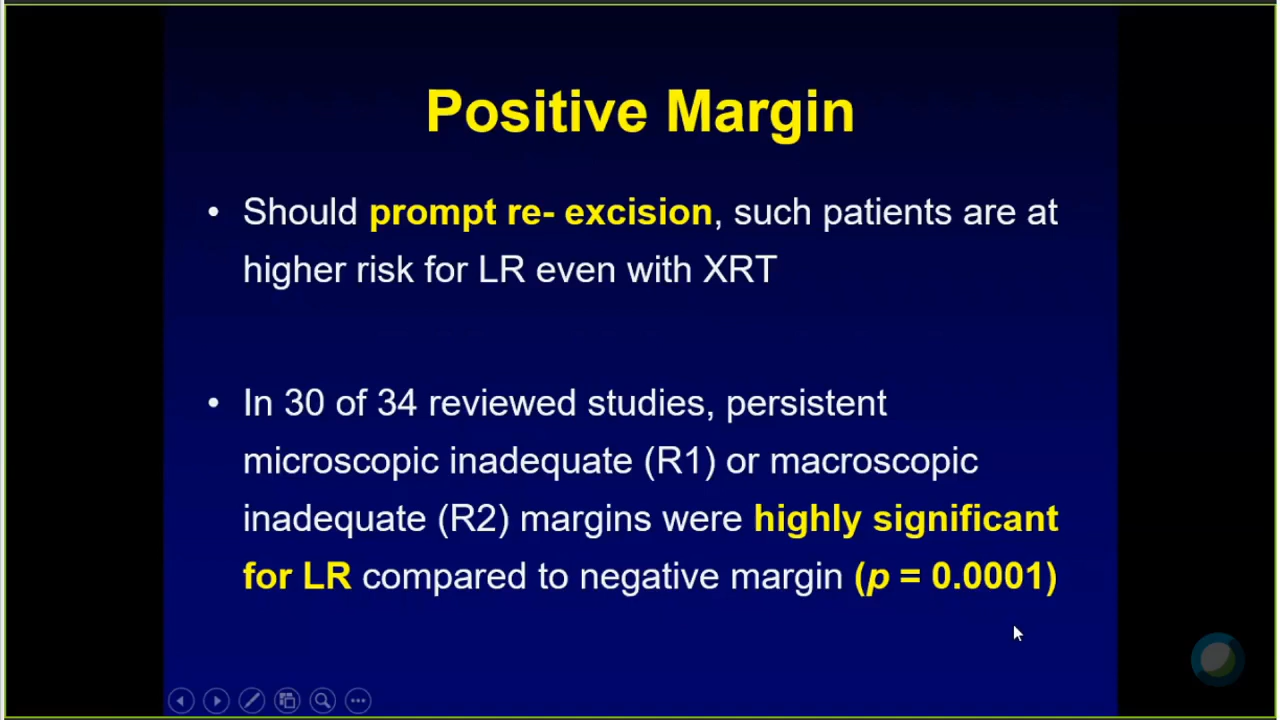 Positive Margin
• Should prompt re- excision, such patients are at
higher risk for LR even with XRT
• In 30 of 34 reviewed studies, persistent
microscopic inadequate (R1) or macroscopic
inadequate (R2) margins were highly significant
for LR compared to negative margin (p = 0.0001)